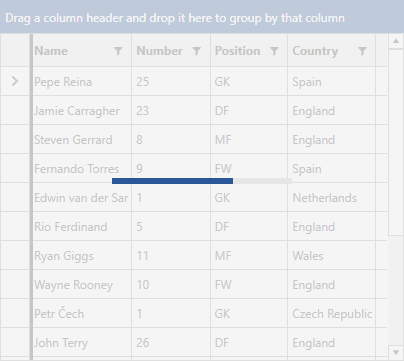 Drag a column header and drop it here to group by that column
Name Number Position Country
Pepe Reina 25 GK Spain
Jamie Carragher 23 DF England
Steven Gerrard 8 MF England
Fernando Torres 9 FW Spain
Edwin van der Sar 1 GK Netherlands
Rio Ferdinand 5 DF England
Ryan Giggs 11 MF Wales
Wayne Rooney 10 FW England
Petr Čech 1 GK Czech Republic
John Terry 26 DF England